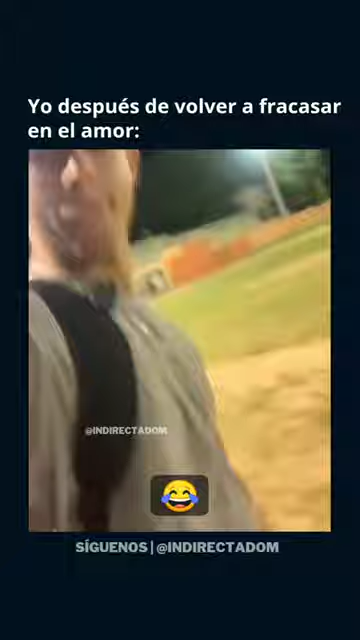 Yo después de volver a fracasar
en el amor:
@INDIRECTADOM
SÍGUENOS | @INDIRECTADOM